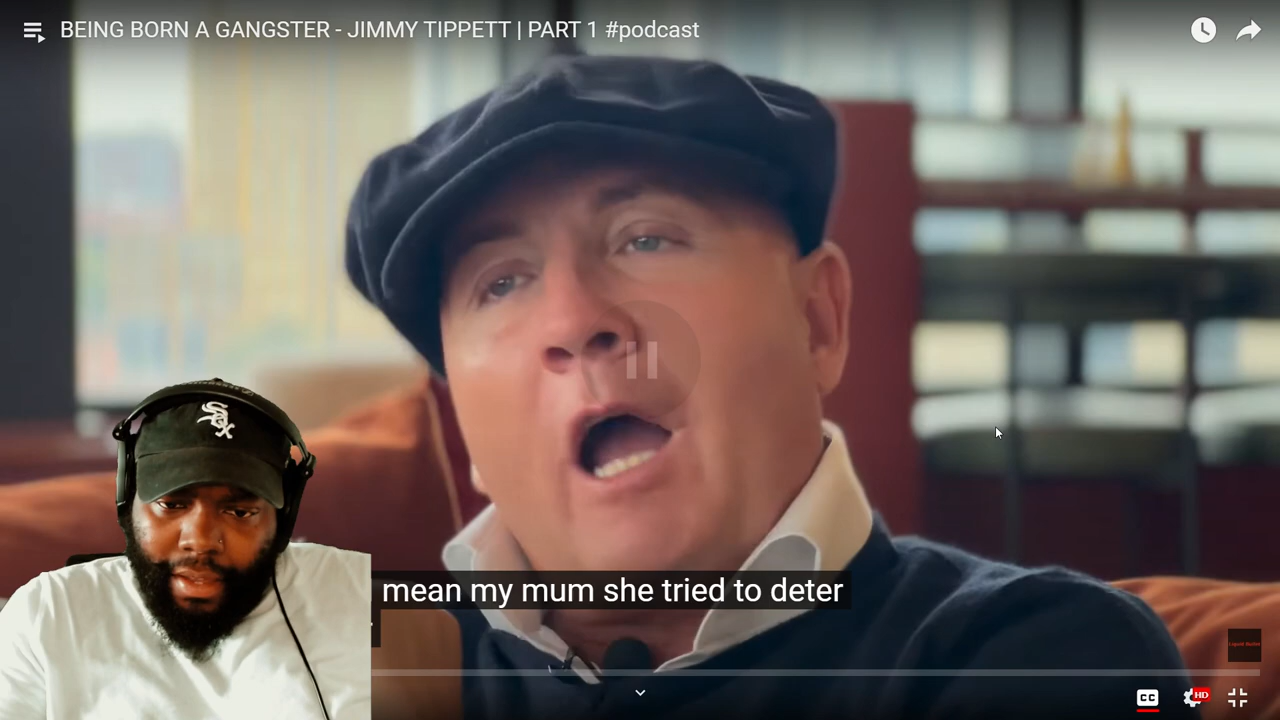 BEING BORN A GANGSTER - JIMMY TIPPETT | PART 1 #podcast
SOX
mean my mum she tried to deter
CC
HD